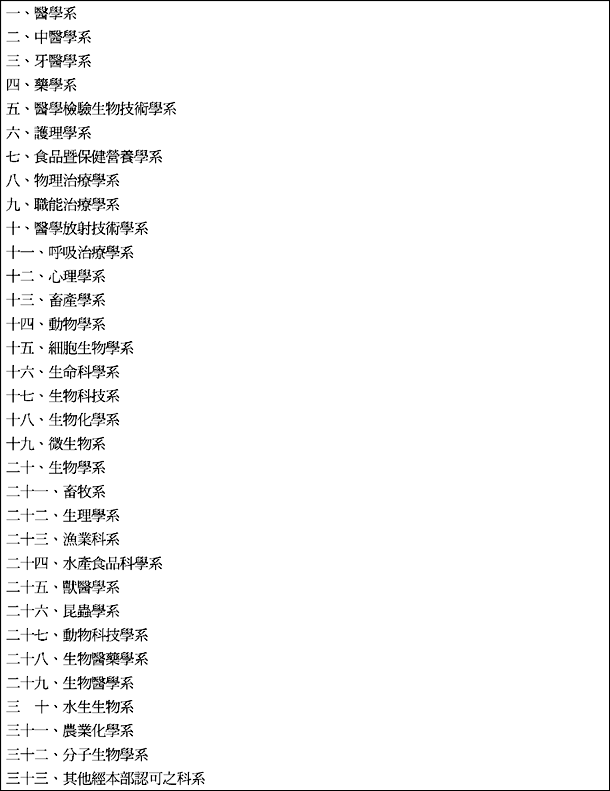 一、醫學系
二、中醫學系
三、牙醫學系
四、藥學系
五、醫學檢驗生物技術學系
六、護理學系
七、食品暨保健營養學系
八、物理治療學系
九、職能治療學系
十、醫學放射技術學系
十一、呼吸治療學系
十二、心理學系
十三、畜產學系
十四、動物學系
十五、細胞生物學系
十六、生命科學系
十七、生物科技系
十八、生物化學系
十九、微生物系
二十、生物學系
二十一、畜牧系
二十二、生理學系
二十三、漁業科系
二十四、水產食品科學系
二十五、獸醫學系
二十六、昆蟲學系
二十七、動物科技學系
二十八、生物醫藥學系
二十九、生物醫學系
三　十、水生生物系
三十一、農業化學系
三十二、分子生物學系
三十三、其他經本部認可之科系